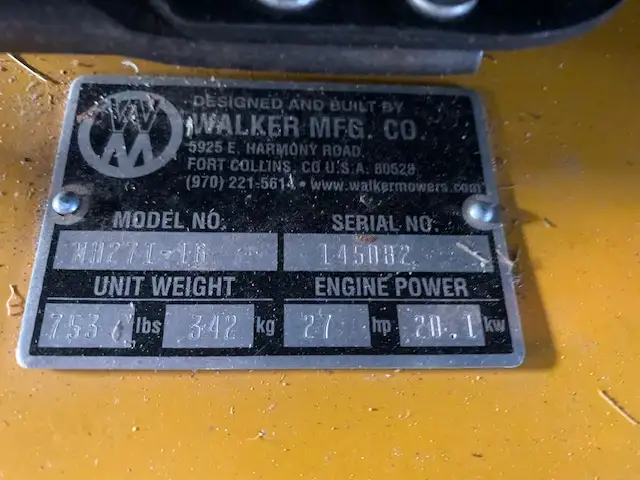 DESIGNED AND BUILT BY
WALKER MFG. CO.
5925 E. HARMONY ROAD
FORT COLLINS, CO U.S.A. 80528
(970) 221-5614 • www.walkermowers.com
MODEL NO. SERIAL NO.
145082
UNIT WEIGHT ENGINE POWER
753 lbs 342 kg 27 hp 20.1 kw